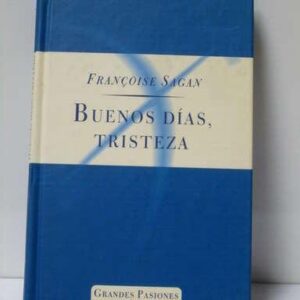 FRANÇOISE SAGAN
BUENOS DÍAS,
TRISTEZA
GRANDES PASIONES